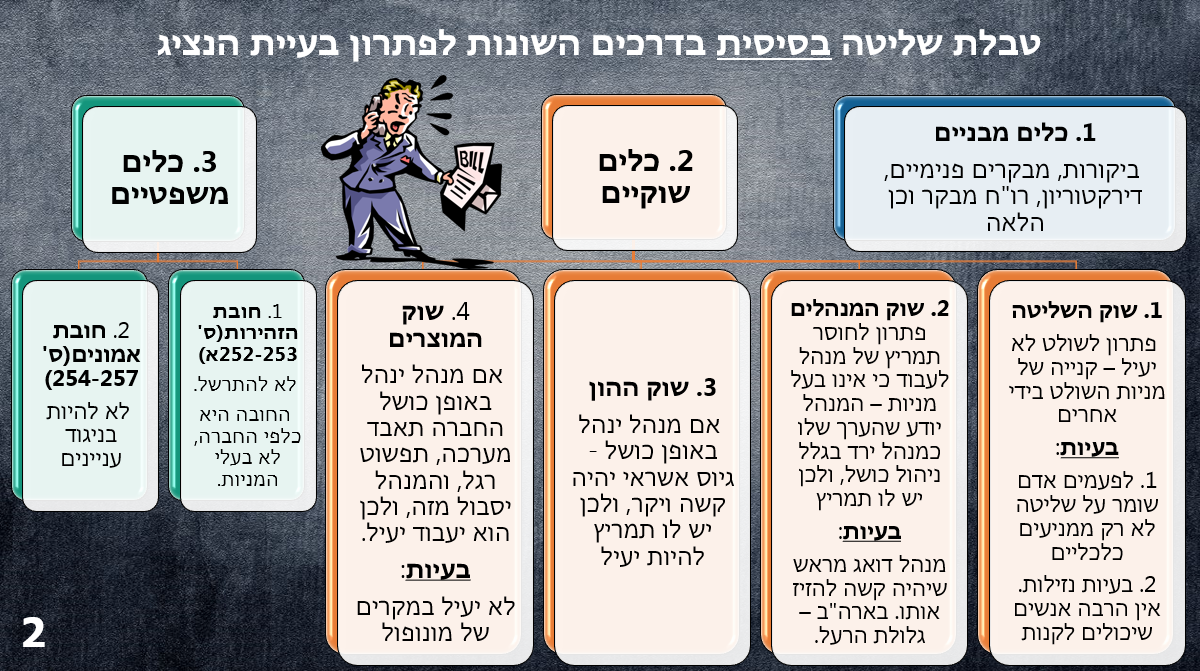 טבלת שליטה בסיסית בדרכים השונות לפתרון בעיית הנציג
1. כלים מבניים
ביקורות, מבקרים פנימיים,
דירקטוריון, רו"ח מבקר וכן
הלאה
2. כלים
שוקיים
BILL
3. כלים
משפטיים
1. שוק השליטה
פתרון לשולט לא
יעיל – קנייה של
מניות השולט בידי
אחרים
בעיות:
1. לפעמים אדם
שומר על שליטה
לא רק ממניעים
כלכליים
2. בעיות נזילות.
אין הרבה אנשים
שיכולים לקנות
2. שוק המנהלים
פתרון לחוסר
תמריץ של מנהל
לעבוד כי אינו בעל
מניות – המנהל
יודע שהערך שלו
כמנהל ירד בגלל
ניהול כושל, ולכן
יש לו תמריץ
בעיות:
מנהל דואג מראש
שיהיה קשה להזיז
אותו. בארה"ב –
גלולת הרעל.
3. שוק ההון
אם מנהל ינהל
באופן כושל -
גיוס אשראי יהיה
קשה ויקר, ולכן
יש לו תמריץ
להיות יעיל
4. שוק
המוצרים
אם מנהל ינהל
באופן כושל
החברה תאבד
מערכה, תפשוט
רגל, והמנהל
יסבול מזה, ולכן
הוא יעבוד יעיל.
בעיות:
לא יעיל במקרים
של מונופול
1. חובת
הזהירות(ס'
252-253א)
לא להתרשל.
החובה היא
כלפי החברה,
לא בעלי
המניות.
2. חובת
אמונים(ס'
254-257)
לא להיות
בניגוד
עניינים
2